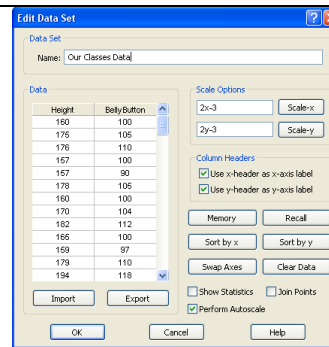 Edit Data Set
Data Set
Name: Our Classes Data
Data
Height BellyButton
160 100
175 105
176 110
157 100
157 90
178 105
160 100
170 104
182 112
165 100
159 97
179 110
194 118
Import Export
Scale Options
2x-3 Scale-x
2y-3 Scale-y
Column Headers
Use x-header as x-axis label
Use y-header as y-axis label
Memory Recall
Sort by x Sort by y
Swap Axes Clear Data
Show Statistics Join Points
Perform Autoscale
OK Cancel Help